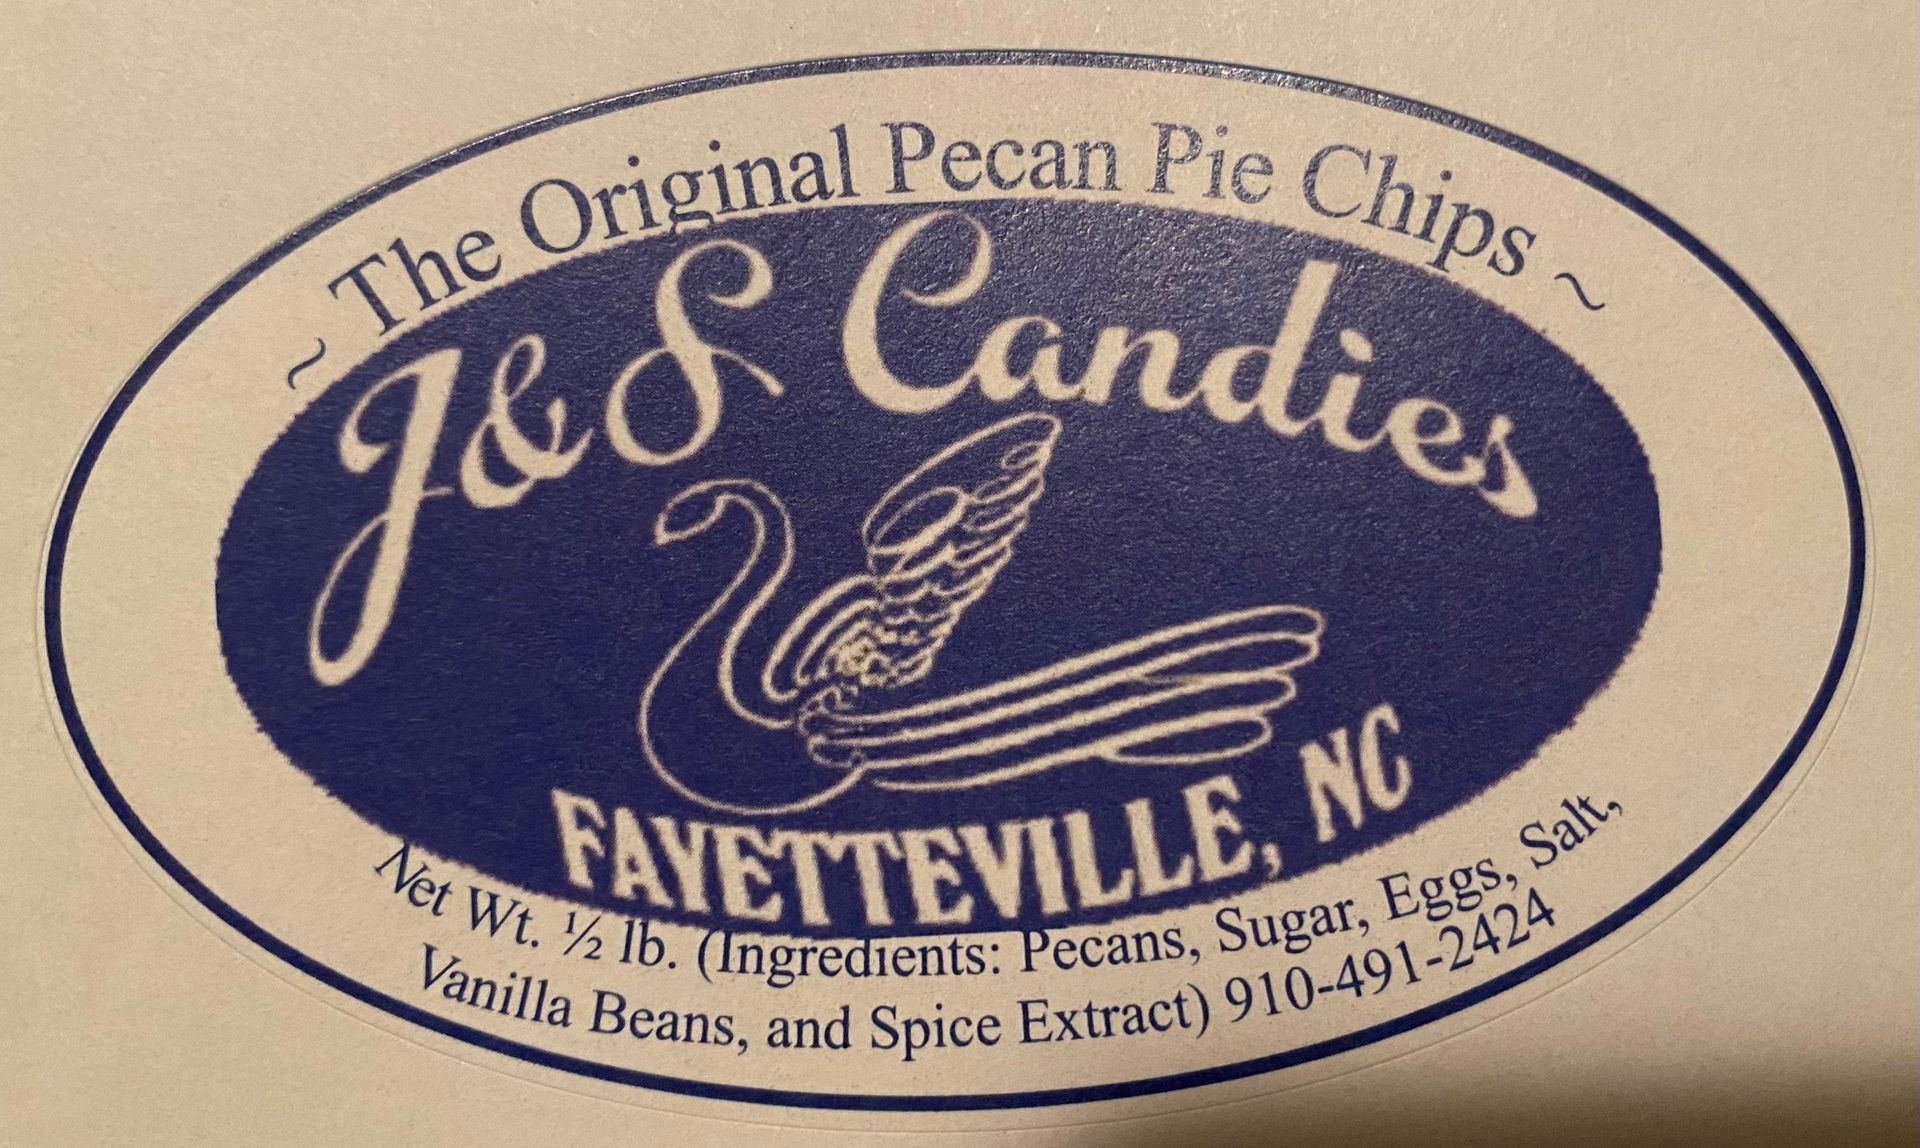 ~ The Original Pecan Pie Chips ~
J&S Candies
FAYETTEVILLE, NC
Net Wt. ½ lb. (Ingredients: Pecans, Sugar, Eggs, Salt,
Vanilla Beans, and Spice Extract) 910-491-2424